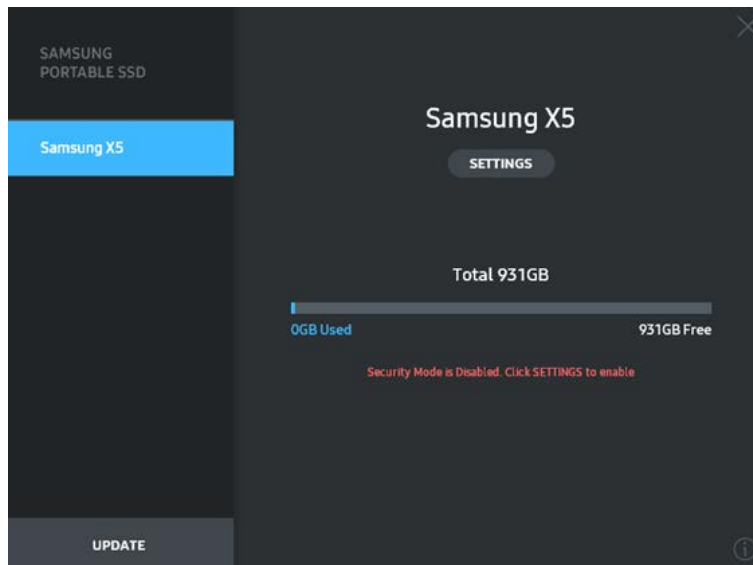 SAMSUNG
PORTABLE SSD
Samsung X5
UPDATE
Samsung X5
SETTINGS
Total 931GB
0GB Used
931GB Free
Security Mode is Disabled. Click SETTINGS to enable